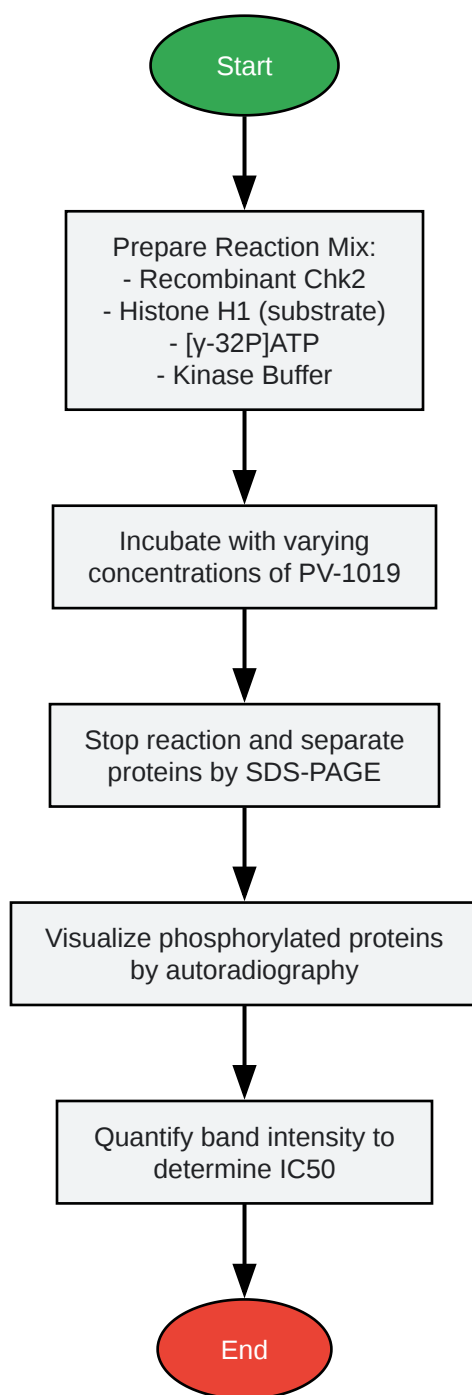 Start
Prepare Reaction Mix:
- Recombinant Chk2
- Histone H1 (substrate)
- [γ-32P]ATP
- Kinase Buffer
Incubate with varying
concentrations of PV-1019
Stop reaction and separate
proteins by SDS-PAGE
Visualize phosphorylated proteins
by autoradiography
Quantify band intensity to
determine IC50
End